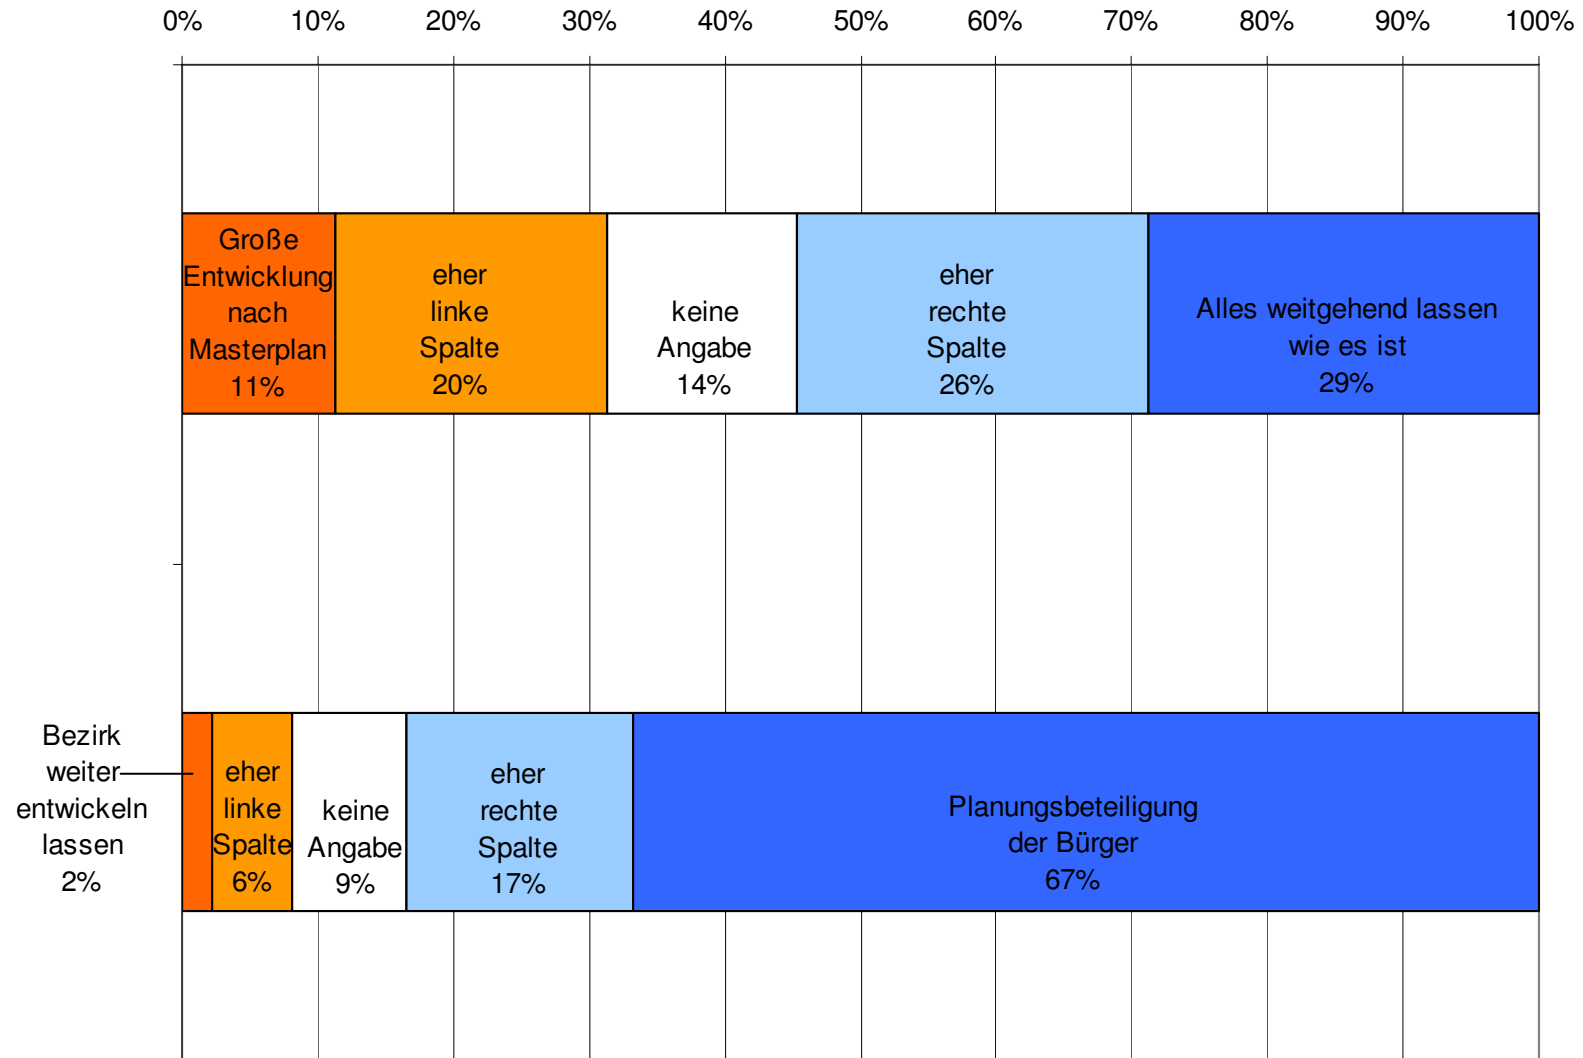 0% 10% 20% 30% 40% 50% 60% 70% 80% 90% 100%
Große
Entwicklung
nach
Masterplan
11%
eher
linke
Spalte
20%
keine
Angabe
14%
eher
rechte
Spalte
26%
Alles weitgehend lassen
wie es ist
29%
Bezirk
weiter
entwickeln
lassen
2%
eher
linke
Spalte
6%
keine
Angabe
9%
eher
rechte
Spalte
17%
Planungsbeteiligung
der Bürger
67%